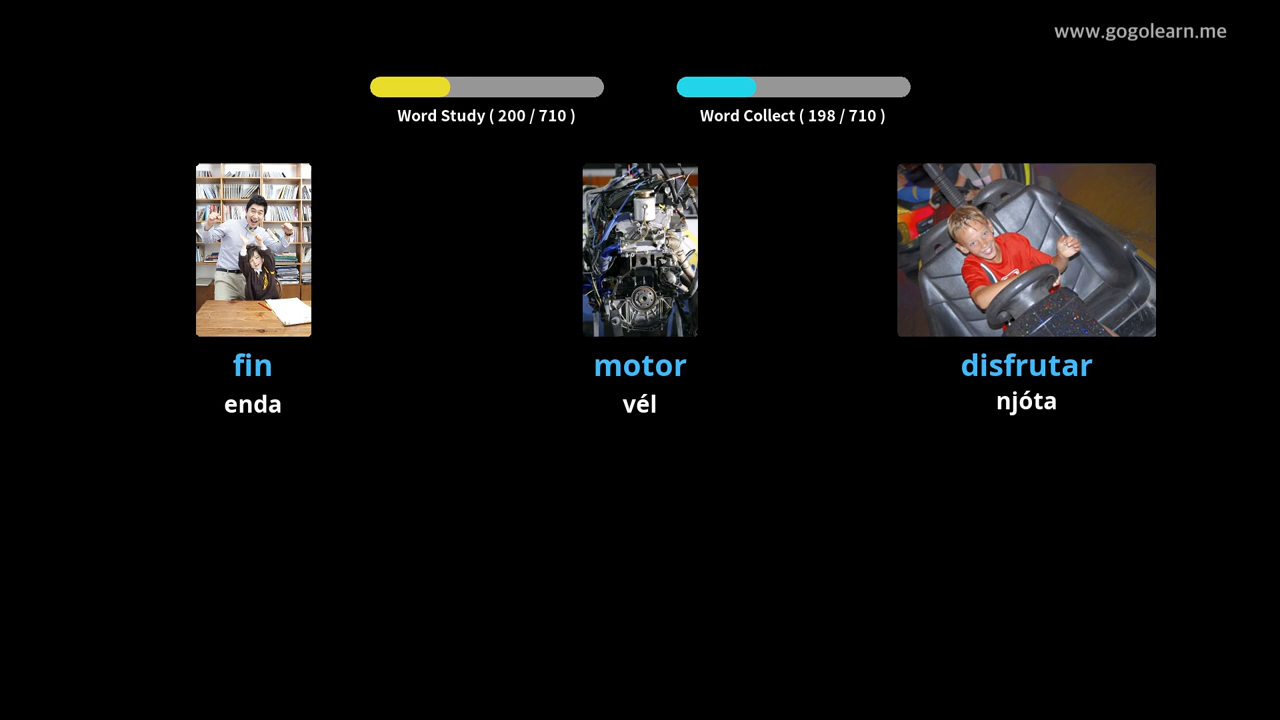 www.gogolearn.me
Word Study ( 200 / 710 )
Word Collect ( 198 / 710 )
fin
enda
motor
vél
disfrutar
njóta